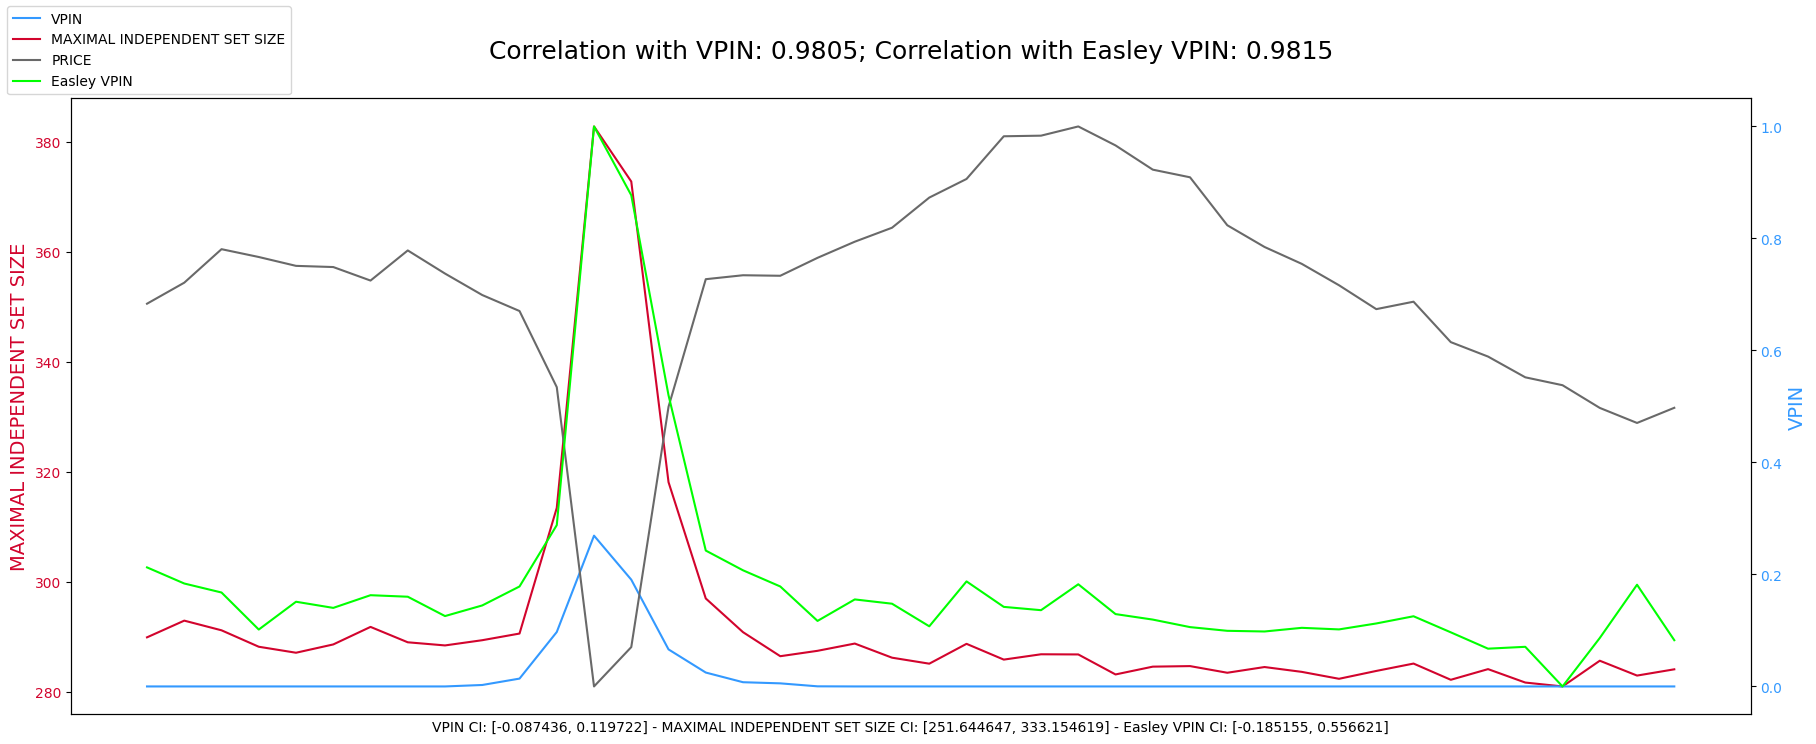 VPIN
MAXIMAL INDEPENDENT SET SIZE
PRICE
Easley VPIN
Correlation with VPIN: 0.9805; Correlation with Easley VPIN: 0.9815
MAXIMAL INDEPENDENT SET SIZE
380
360
340
320
300
280
1.0
0.8
0.6
0.4
0.2
0.0
VPIN
VPIN CI: [-0.087436, 0.119722] - MAXIMAL INDEPENDENT SET SIZE CI: [251.644647, 333.154619] - Easley VPIN CI: [-0.185155, 0.556621]